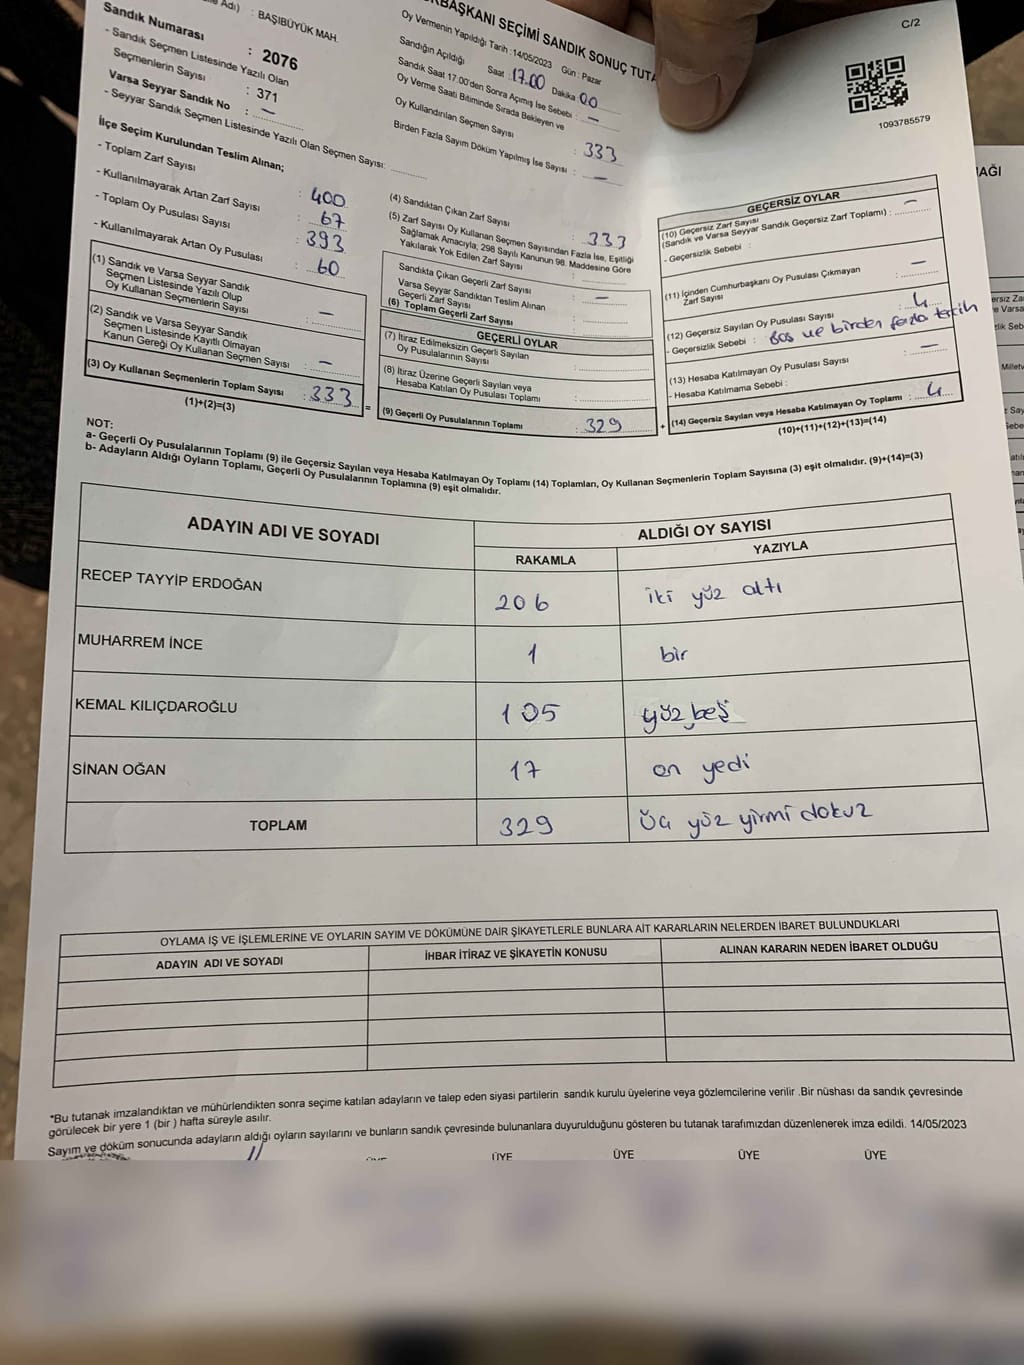 Adı) : BAŞIBÜYÜK MAH.
Sandık Numarası : 2076
- Sandık Seçmen Listesinde Yazılı Olan
Seçmenlerin Sayısı : 371
Varsa Seyyar Sandık No : —
- Seyyar Sandık Seçmen Listesinde Yazılı Olan Seçmen Sayısı:
İlçe Seçim Kurulundan Teslim Alınan;
- Toplam Zarf Sayısı : 400
- Kullanılmayarak Artan Zarf Sayısı : 67
- Toplam Oy Pusulası Sayısı : 393
- Kullanılmayarak Artan Oy Pusulası : 60
(1) Sandık ve Varsa Seyyar Sandık
Seçmen Listesinde Yazılı Olup
Oy Kullanan Seçmenlerin Sayısı : —
(2) Sandık ve Varsa Seyyar Sandık
Seçmen Listesinde Kayıtlı Olmayan
Kanun Gereği Oy Kullanan Seçmen Sayısı : —
(3) Oy Kullanan Seçmenlerin Toplam Sayısı : 333 =
(1)+(2)=(3)
BAŞKANI SEÇİMİ SANDIK SONUÇ TUTA
Oy Vermenin Yapıldığı Tarih :14/05/2023 Gün : Pazar
Sandığın Açıldığı Saat : 17.00 Dakika 00
Sandık Saat 17:00'den Sonra Açımış İse Sebebi : —
Oy Verme Saati Bitiminde Sırada Bekleyen ve
Oy Kullandırılan Seçmen Sayısı : 333
Birden Fazla Sayım Döküm Yapılmış İse Sayısı : —
(4) Sandıktan Çıkan Zarf Sayısı : 333
(5) Zarf Sayısı Oy Kullanan Seçmen Sayısından Fazla İse, Eşitliği
Sağlamak Amacıyla; 298 Sayılı Kanunun 98. Maddesine Göre
Yakılarak Yok Edilen Zarf Sayısı :
Sandıkta Çıkan Geçerli Zarf Sayısı : —
Varsa Seyyar Sandıktan Teslim Alınan
Geçerli Zarf Sayısı :
(6) Toplam Geçerli Zarf Sayısı :
GEÇERLİ OYLAR
(7) İtiraz Edilmeksizin Geçerli Sayılan
Oy Pusulalarının Sayısı :
(8) İtiraz Üzerine Geçerli Sayılan veya
Hesaba Katılan Oy Pusulası Toplamı :
(9) Geçerli Oy Pusulalarının Toplamı : 329 +
C/2
1093785579
GEÇERSİZ OYLAR
(10) Geçersiz Zarf Sayısı —
(Sandık ve Varsa Seyyar Sandık Geçersiz Zarf Toplamı) :
- Geçersizlik Sebebi :
(11) İçinden Cumhurbaşkanı Oy Pusulası Çıkmayan
Zarf Sayısı : —
(12) Geçersiz Sayılan Oy Pusulası Sayısı : 4
- Geçersizlik Sebebi : Boş ve birden fazla tercih
(13) Hesaba Katılmayan Oy Pusulası Sayısı : —
- Hesaba Katılmama Sebebi :
(14) Geçersiz Sayılan veya Hesaba Katılmayan Oy Toplamı : 4
(10)+(11)+(12)+(13)=(14)
NOT:
a- Geçerli Oy Pusulalarının Toplamı (9) ile Geçersiz Sayılan veya Hesaba Katılmayan Oy Toplamı (14) Toplamları, Oy Kullanan Seçmenlerin Toplam Sayısına (3) eşit olmalıdır. (9)+(14)=(3)
b- Adayların Aldığı Oyların Toplamı, Geçerli Oy Pusulalarının Toplamına (9) eşit olmalıdır.
ADAYIN ADI VE SOYADI ALDIĞI OY SAYISI
RAKAMLA YAZIYLA
RECEP TAYYİP ERDOĞAN 206 iki yüz altı
MUHARREM İNCE 1 bir
KEMAL KILIÇDAROĞLU 105 yüz beş
SİNAN OĞAN 17 on yedi
TOPLAM 329 Üç yüz yirmi dokuz
OYLAMA İŞ VE İŞLEMLERİNE VE OYLARIN SAYIM VE DÖKÜMÜNE DAİR ŞİKAYETLERLE BUNLARA AİT KARARLARIN NELERDEN İBARET BULUNDUKLARI
ADAYIN ADI VE SOYADI İHBAR İTİRAZ VE ŞİKAYETİN KONUSU ALINAN KARARIN NEDEN İBARET OLDUĞU
*Bu tutanak imzalandıktan ve mühürlendikten sonra seçime katılan adayların ve talep eden siyasi partilerin sandık kurulu üyelerine veya gözlemcilerine verilir .Bir nüshası da sandık çevresinde
görülecek bir yere 1 (bir ) hafta süreyle asılır.
Sayım ve döküm sonucunda adayların aldığı oyların sayılarını ve bunların sandık çevresinde bulunanlara duyurulduğunu gösteren bu tutanak tarafımızdan düzenlenerek imza edildi. 14/05/2023
ÜYE ÜYE ÜYE ÜYE